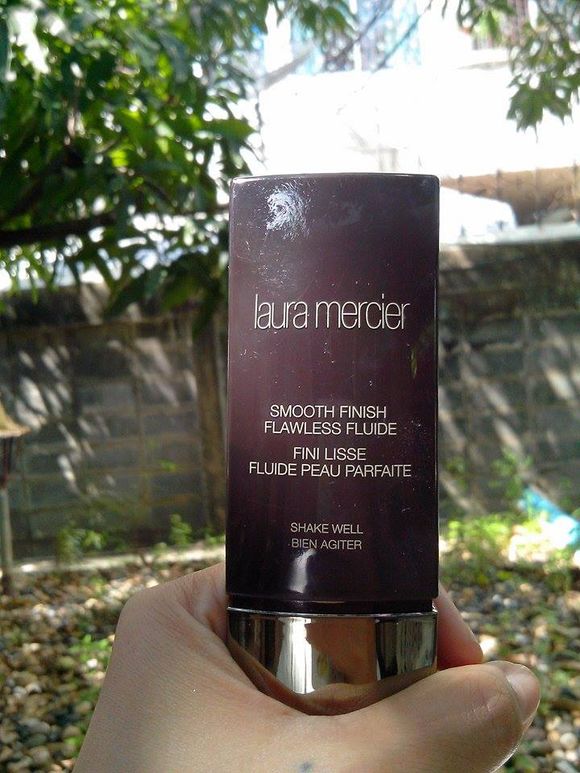 laura mercier
SMOOTH FINISH
FLAWLESS FLUIDE
FINI LISSE
FLUIDE PEAU PARFAITE
SHAKE WELL
BIEN AGITER